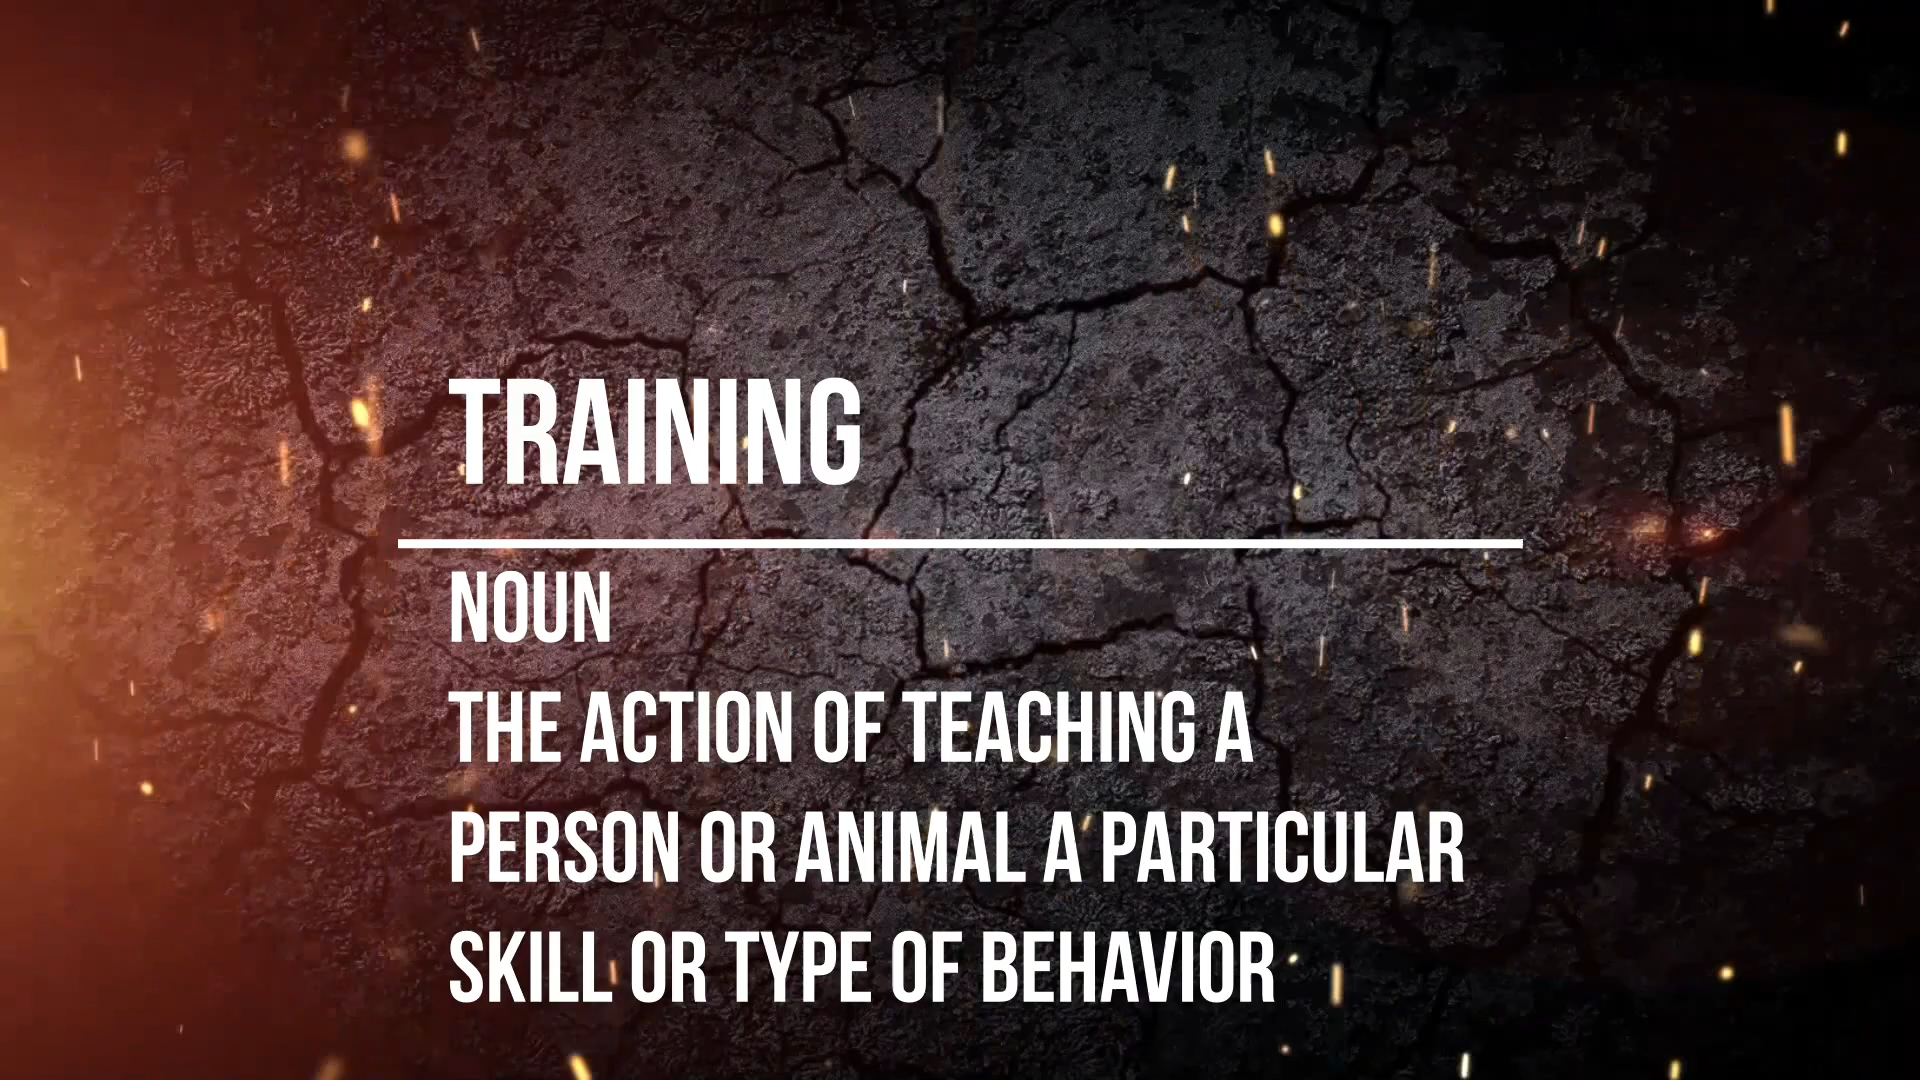 TRAINING
NOUN
THE ACTION OF TEACHING A
PERSON OR ANIMAL A PARTICULAR
SKILL OR TYPE OF BEHAVIOR